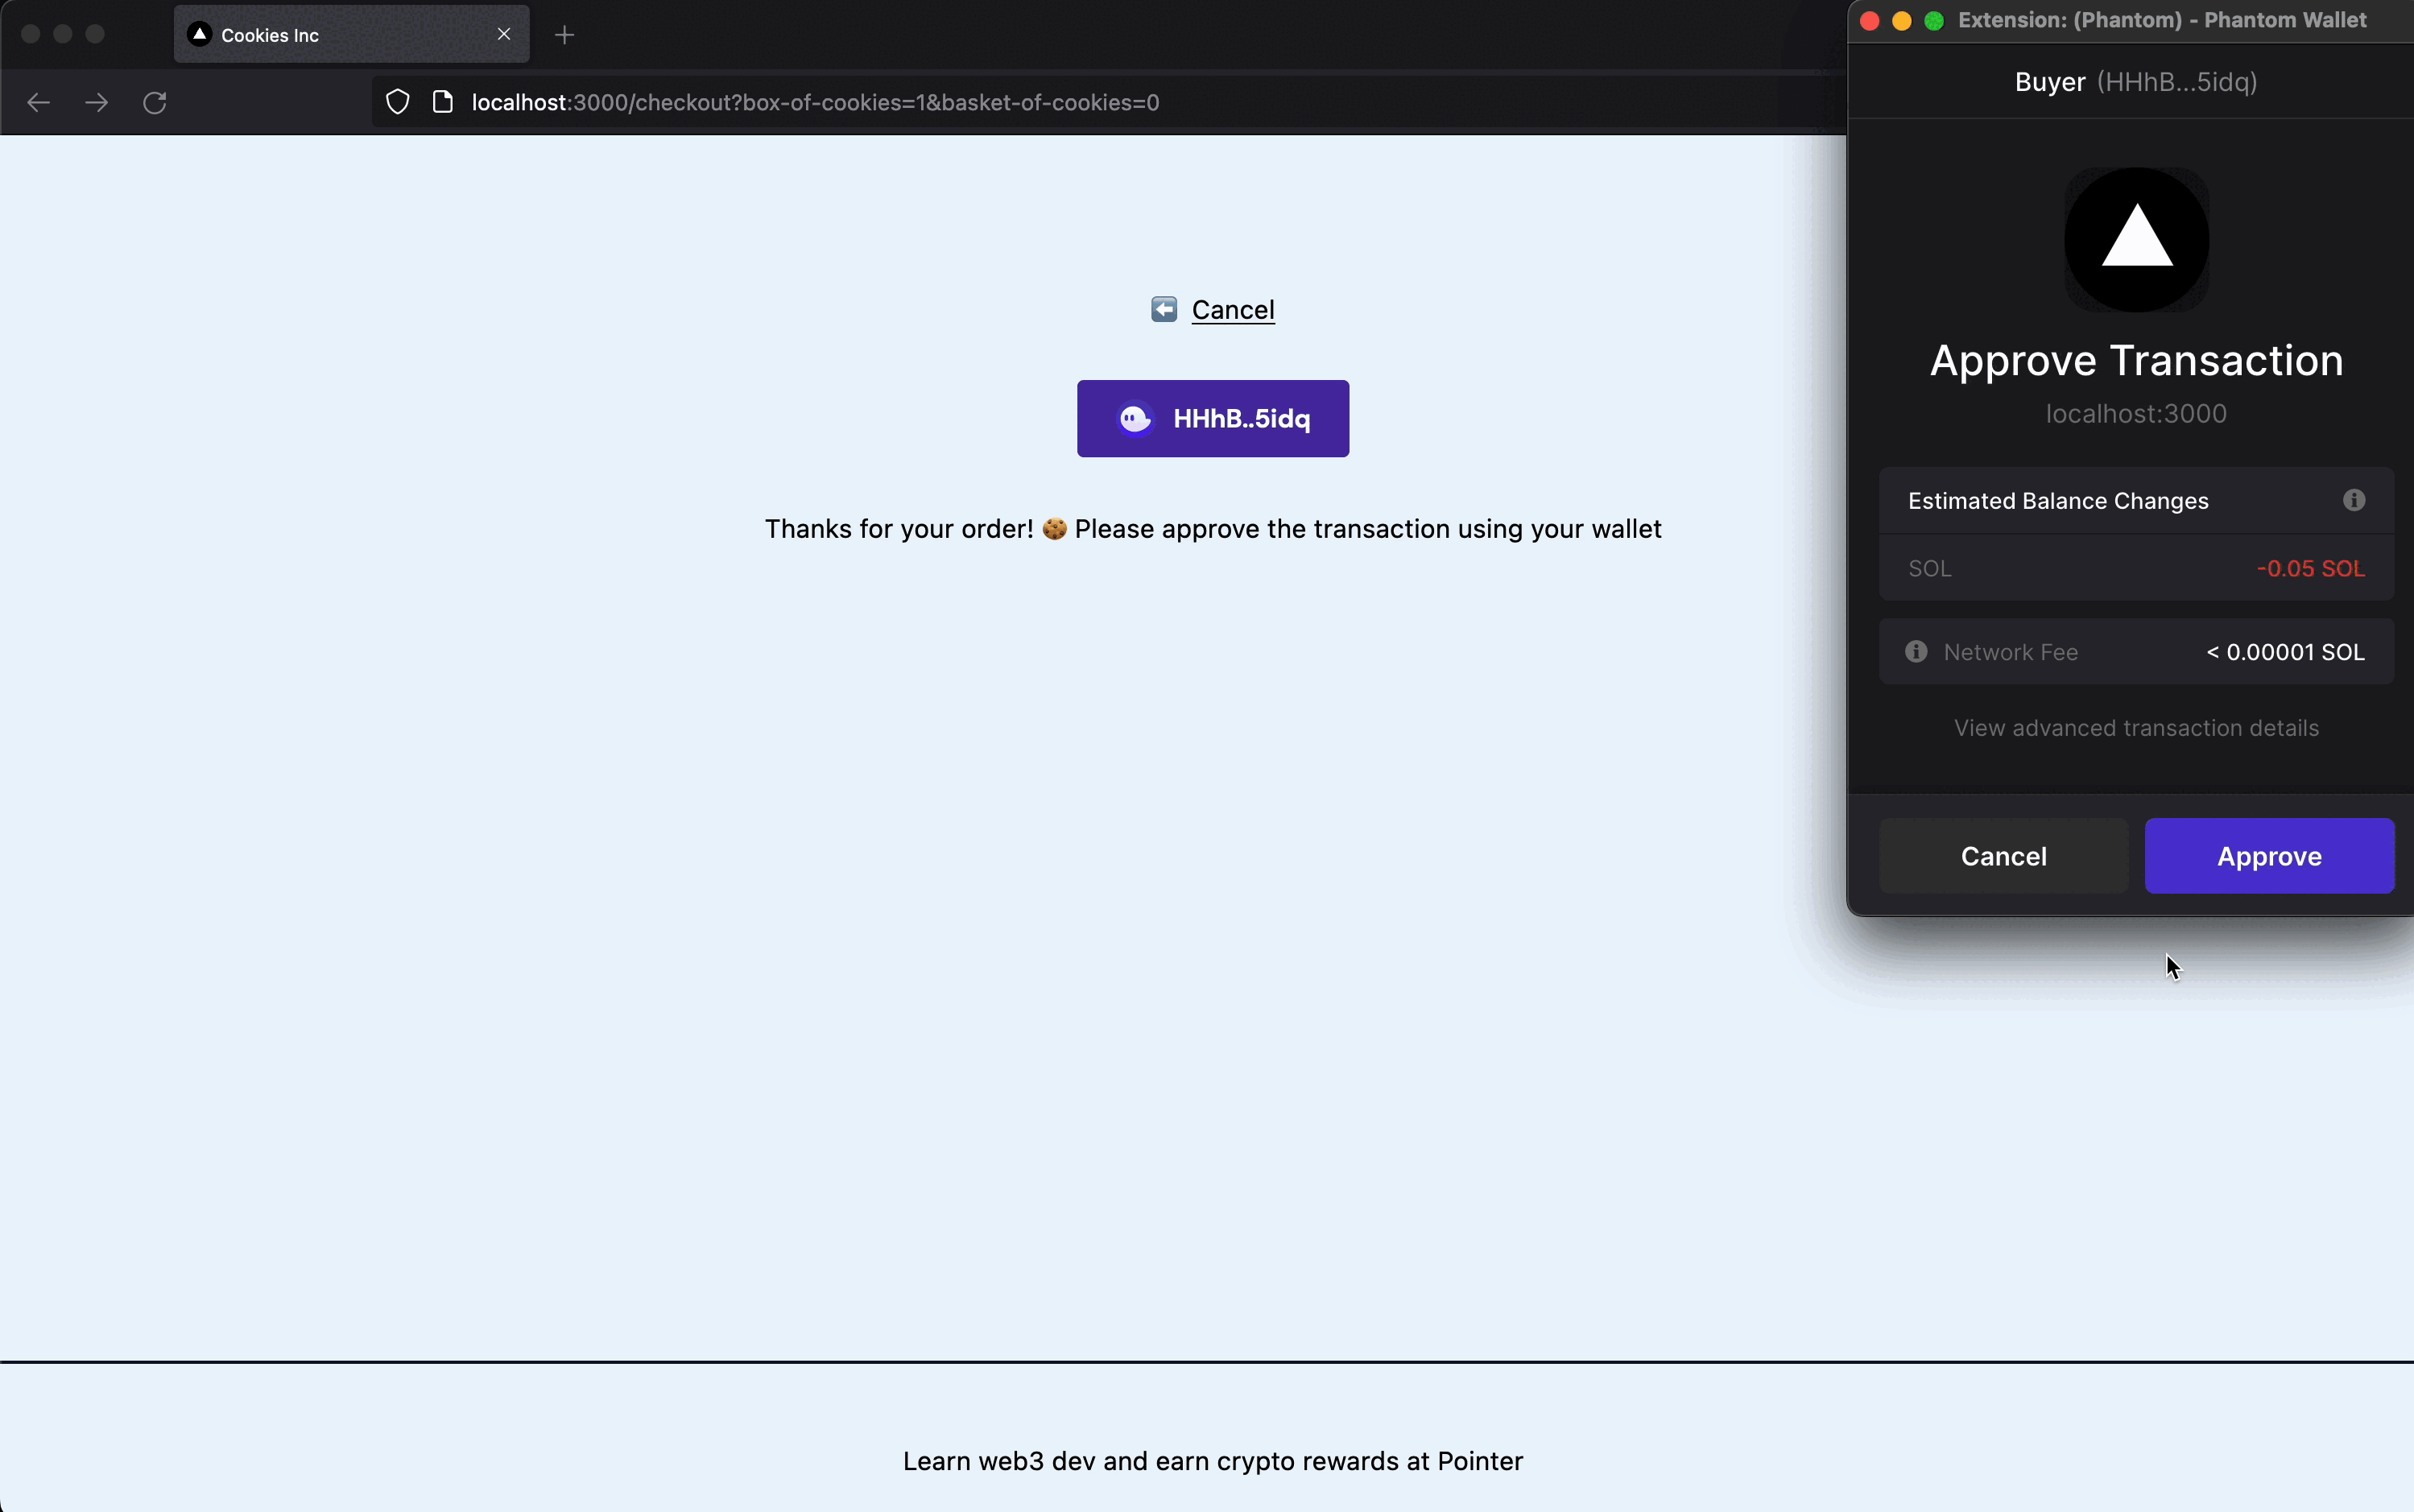 Cookies Inc
localhost:3000/checkout?box-of-cookies=1&basket-of-cookies=0
Cancel
HHhB..5idq
Thanks for your order! 🍪 Please approve the transaction using your wallet
Learn web3 dev and earn crypto rewards at Pointer
Extension: (Phantom) - Phantom Wallet
Buyer (HHhB...5idq)
Approve Transaction
localhost:3000
Estimated Balance Changes
SOL -0.05 SOL
Network Fee < 0.00001 SOL
View advanced transaction details
Cancel Approve